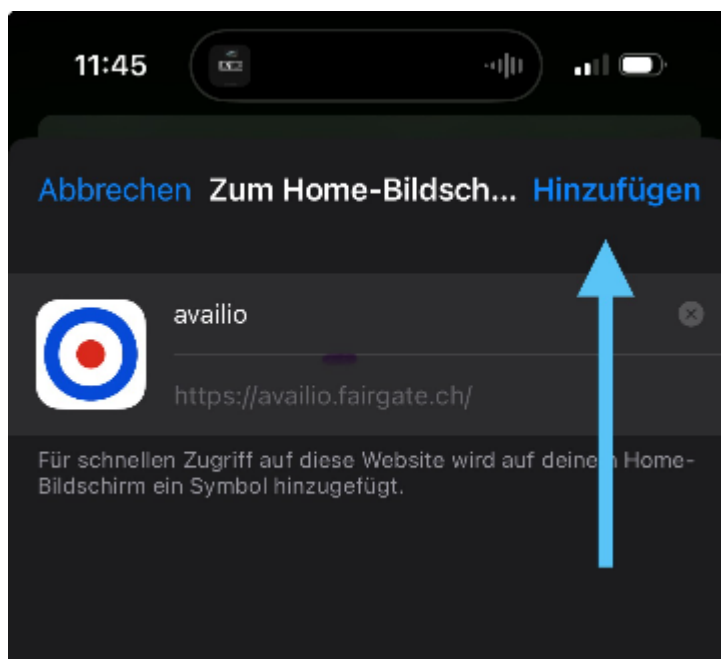 11:45
Abbrechen Zum Home-Bildsch... Hinzufügen
availio
https://availio.fairgate.ch/
Für schnellen Zugriff auf diese Website wird auf deinem Home-
Bildschirm ein Symbol hinzugefügt.